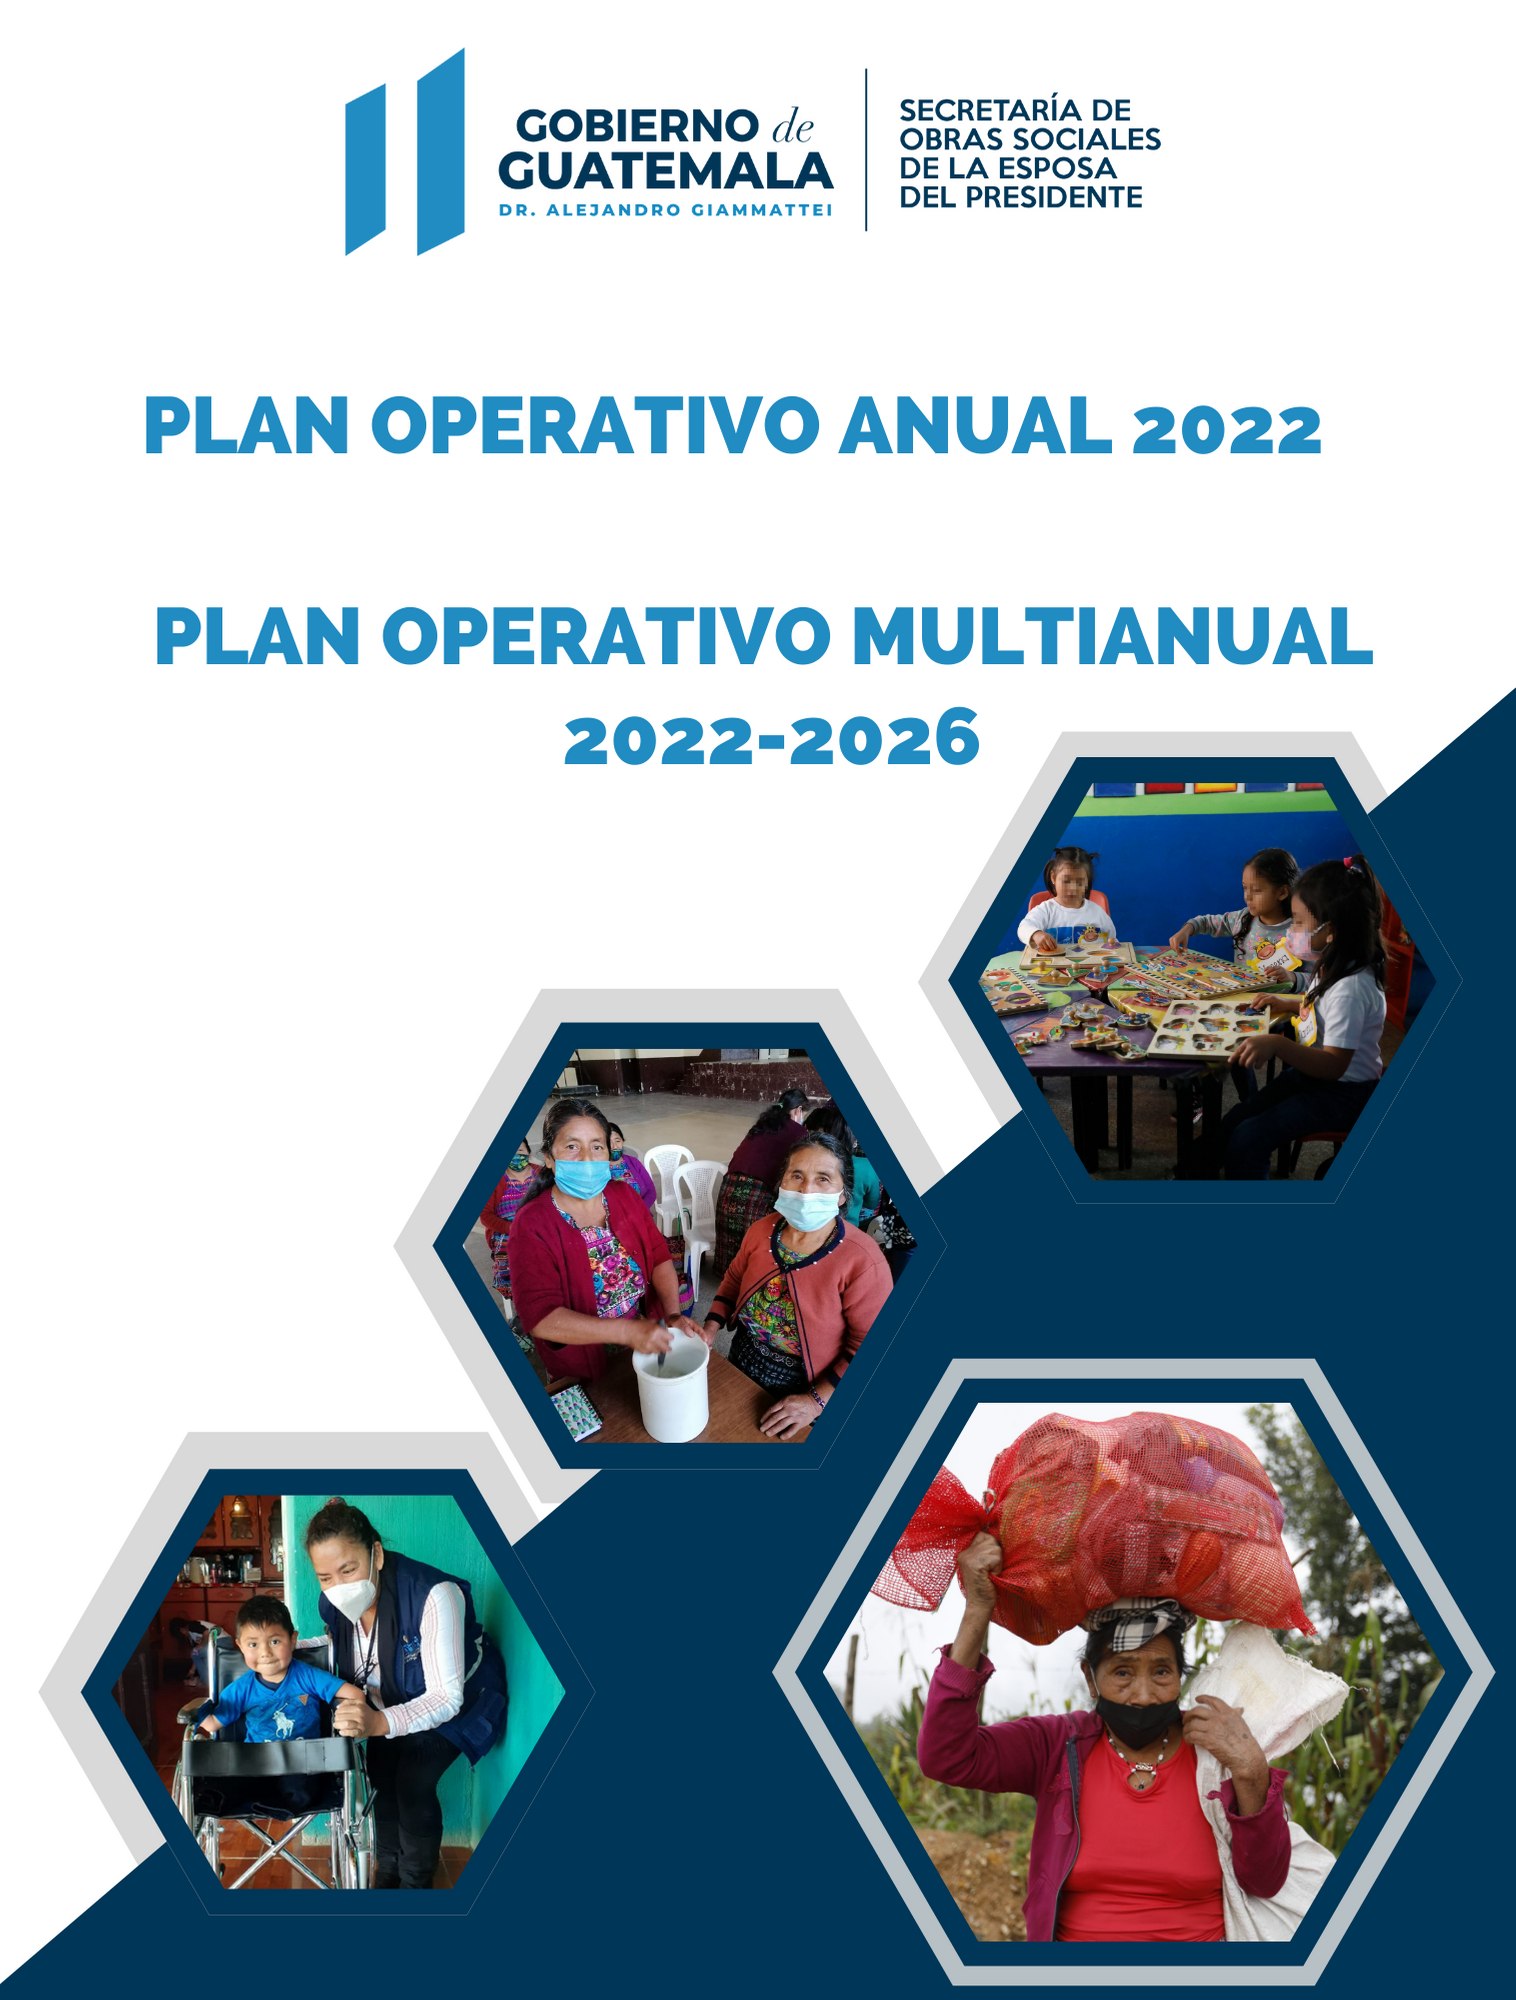 GOBIERNO de
GUATEMALA
DR. ALEJANDRO GIAMMATTEI
SECRETARÍA DE
OBRAS SOCIALES
DE LA ESPOSA
DEL PRESIDENTE
PLAN OPERATIVO ANUAL 2022
PLAN OPERATIVO MULTIANUAL
2022-2026